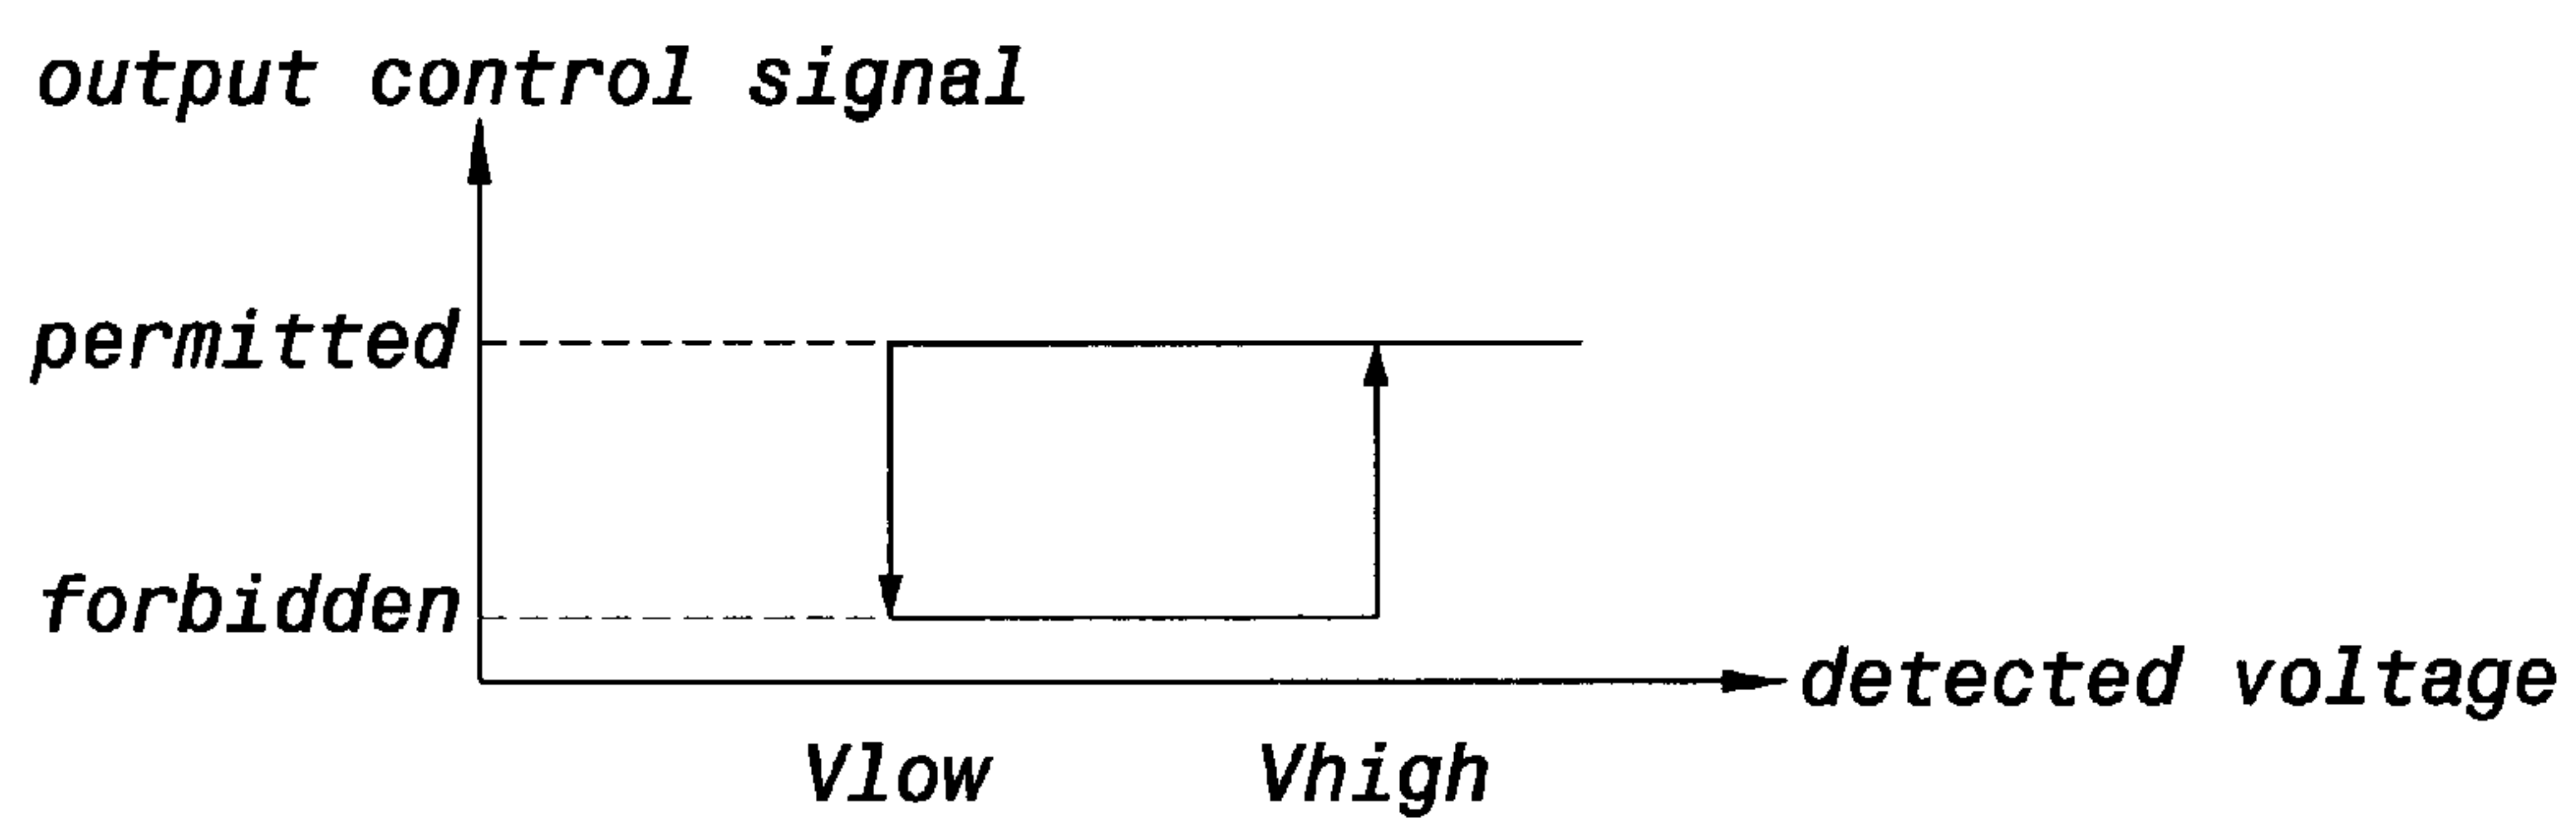 output control signal
permitted
forbidden
detected voltage
Vlow
Vhigh